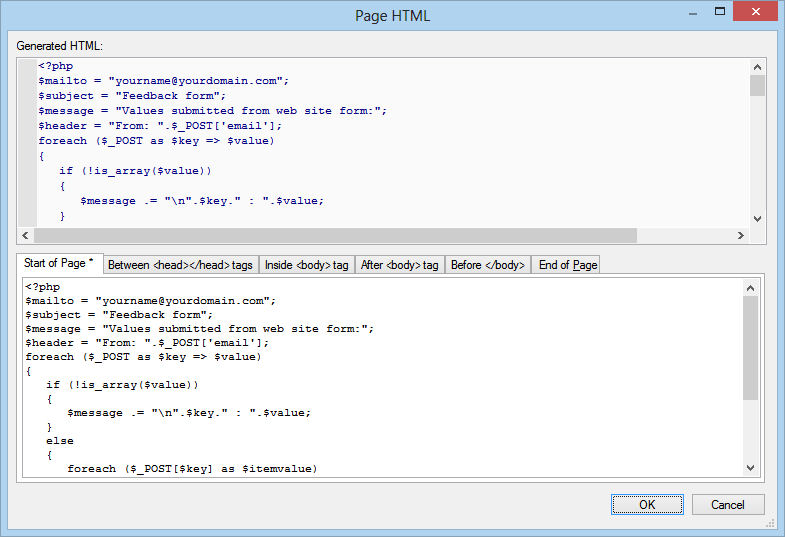 Page HTML
Generated HTML:
<?php
$mailto = "yourname@yourdomain.com";
$subject = "Feedback form";
$message = "Values submitted from web site form:";
$header = "From: ".$_POST['email'];
foreach ($_POST as $key => $value)
{
   if (!is_array($value))
   {
      $message .= "\n".$key." : ".$value;
   }
Start of Page * Between <head></head> tags Inside <body> tag After <body> tag Before </body> End of Page
<?php
$mailto = "yourname@yourdomain.com";
$subject = "Feedback form";
$message = "Values submitted from web site form:";
$header = "From: ".$_POST['email'];
foreach ($_POST as $key => $value)
{
   if (!is_array($value))
   {
      $message .= "\n".$key." : ".$value;
   }
   else
   {
      foreach ($_POST[$key] as $itemvalue)
OK Cancel